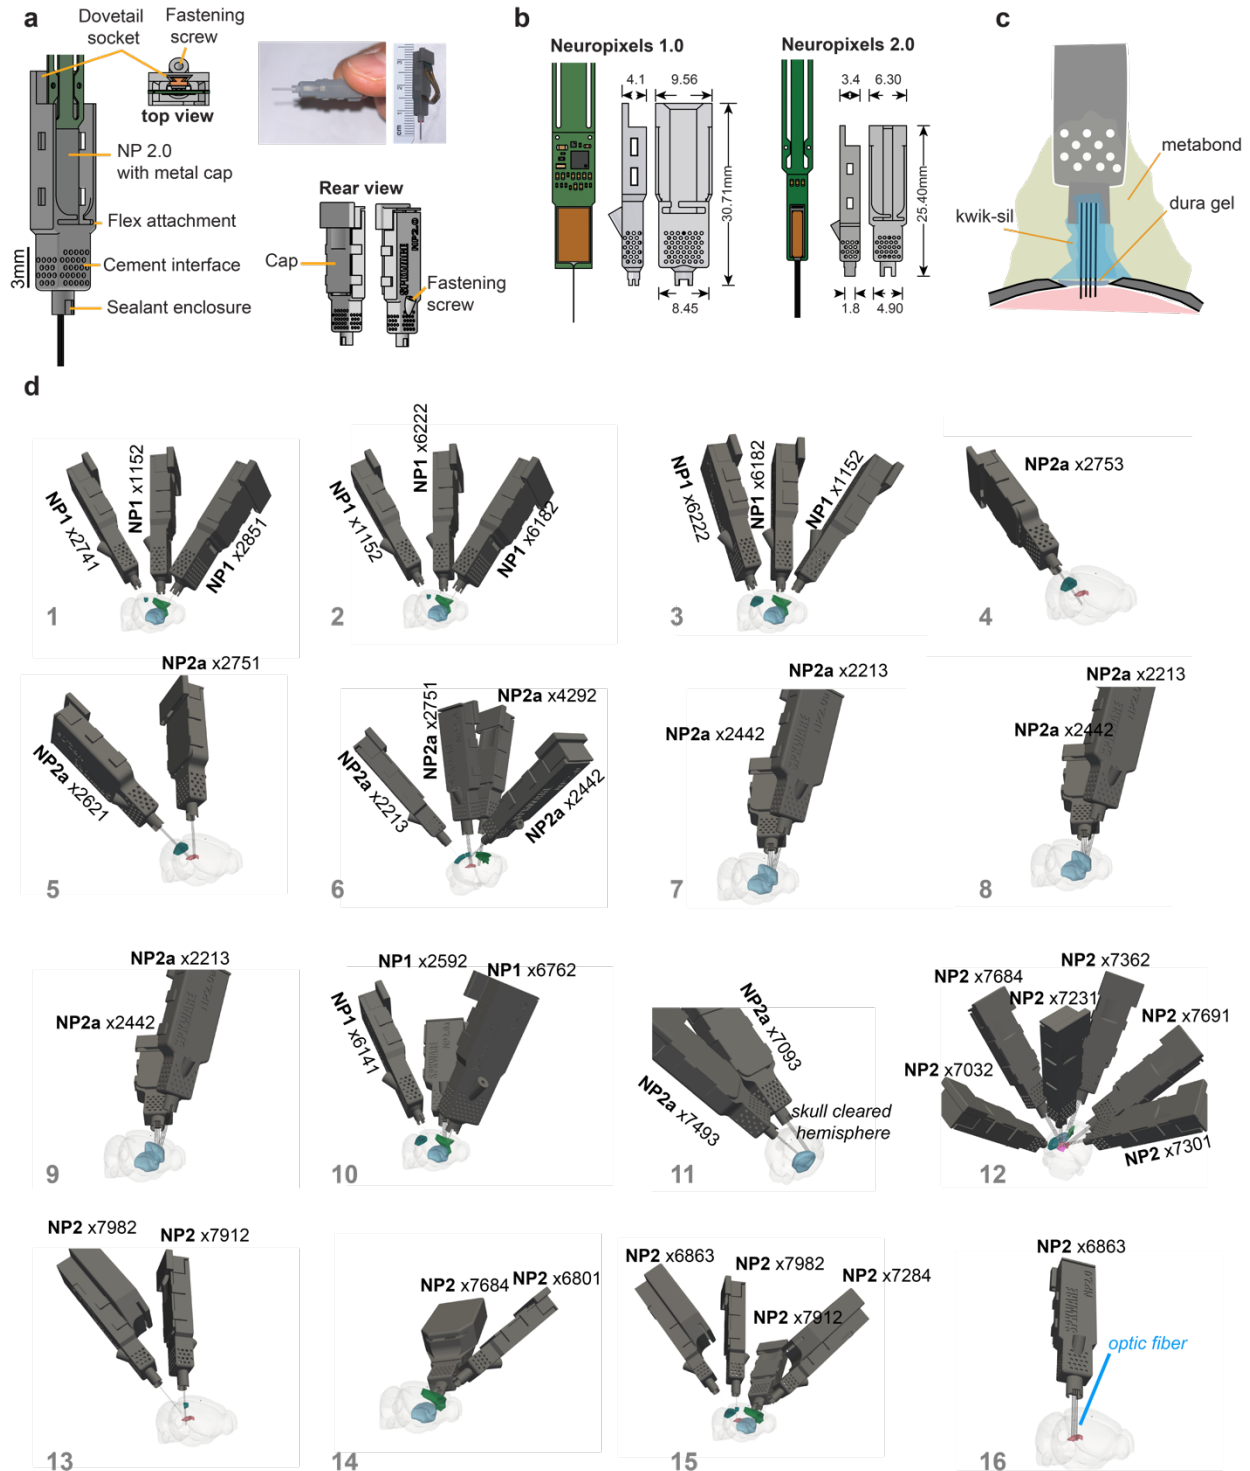 a
Dovetail
socket
Fastening
screw
top view
NP 2.0
with metal cap
Flex attachment
3mm
Cement interface
Sealant enclosure
Rear view
Cap
NP2.0
SPIKEWARE
Fastening
screw
cm
1
2
3
b
Neuropixels 1.0
4.1
9.56
30.71mm
8.45
Neuropixels 2.0
3.4
6.30
25.40mm
1.8
4.90
c
metabond
kwik-sil
dura gel
d
NP1 x2741
NP1 x1152
NP1 x2851
1
NP1 x1152
NP1 x6222
NP1 x6182
2
NP1 x6222
NP1 x6182
NP1 x1152
3
NP2a x2753
4
NP2a x2621
NP2a x2751
5
NP2a x2213
NP2a x2751
NP2a x4292
NP2a x2442
6
NP2a x2213
NP2a x2442
7
NP2a x2213
NP2a x2442
8
NP2a x2213
NP2a x2442
9
NP1 x2592
NP1 x6762
NP1 x6141
10
NP2a x7093
NP2a x7493
skull cleared
hemisphere
11
NP2 x7362
NP2 x7684
NP2 x7231
NP2 x7691
NP2 x7032
NP2 x7301
12
NP2 x7982
NP2 x7912
13
NP2 x7684
NP2 x6801
14
NP2 x6863
NP2 x7982
NP2 x7284
NP2 x7912
15
NP2 x6863
optic fiber
16